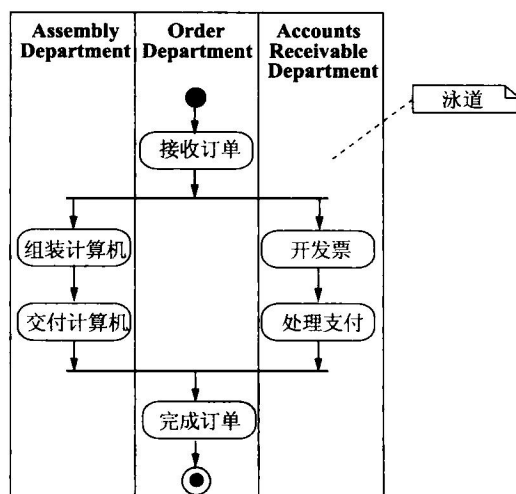 Assembly
Department
Order
Department
Accounts
Receivable
Department
泳道
接收订单
组装计算机
开发票
交付计算机
处理支付
完成订单